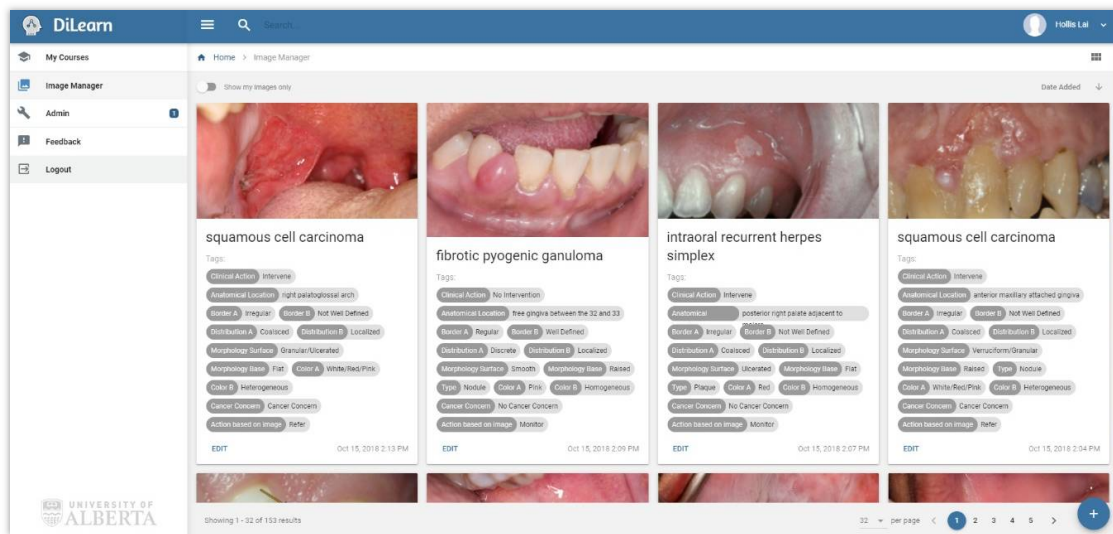 DiLearn
Search...
Hollis Lai
My Courses
Image Manager
Admin 1
Feedback
Logout
Home > Image Manager
Show my images only
Date Added
squamous cell carcinoma
Tags:
Clinical Action Intervene
Anatomical Location right palatoglossal arch
Border A Irregular Border B Not Well Defined
Distribution A Coalsced Distribution B Localized
Morphology Surface Granular/Ulcerated
Morphology Base Flat Color A White/Red/Pink
Color B Heterogeneous
Cancer Concern Cancer Concern
Action based on image Refer
EDIT Oct 15, 2018 2:13 PM
fibrotic pyogenic ganuloma
Tags:
Clinical Action No Intervention
Anatomical Location free gingiva between the 32 and 33
Border A Regular Border B Well Defined
Distribution A Discrete Distribution B Localized
Morphology Surface Smooth Morphology Base Raised
Type Nodule Color A Pink Color B Homogeneous
Cancer Concern No Cancer Concern
Action based on image Monitor
EDIT Oct 15, 2018 2:09 PM
intraoral recurrent herpes
simplex
Tags:
Clinical Action Intervene
Anatomical posterior right palate adjacent to
Border A Irregular Border B Not Well Defined
Distribution A Coalsced Distribution B Localized
Morphology Surface Ulcerated Morphology Base Flat
Type Plaque Color A Red Color B Homogeneous
Cancer Concern No Cancer Concern
Action based on image Monitor
EDIT Oct 15, 2018 2:07 PM
squamous cell carcinoma
Tags:
Clinical Action Intervene
Anatomical Location anterior maxillary attached gingiva
Border A Irregular Border B Not Well Defined
Distribution A Coalsced Distribution B Localized
Morphology Surface Verruciform/Granular
Morphology Base Raised Type Nodule
Color A White/Red/Pink Color B Heterogeneous
Cancer Concern Cancer Concern
Action based on image Refer
EDIT Oct 15, 2018 2:04 PM
UNIVERSITY OF
ALBERTA
Showing 1 - 32 of 153 results
32 per page < 1 2 3 4 5 >
+